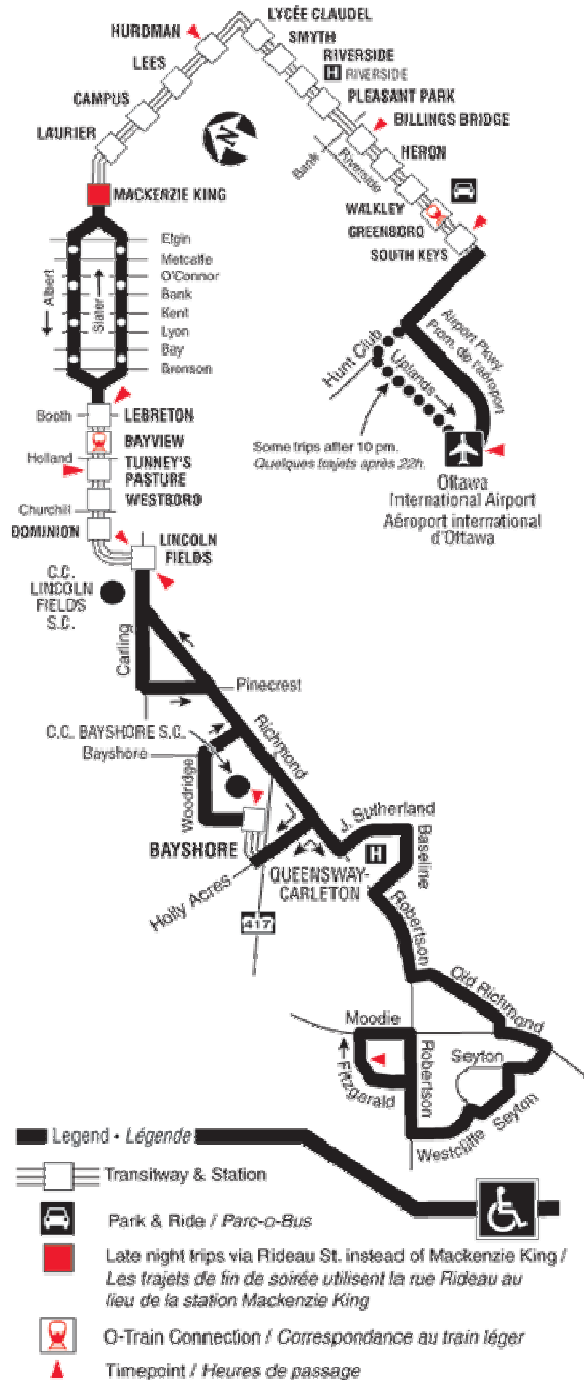 LYCÉE CLAUDEL
HURDMAN
SMYTH
LEES
RIVERSIDE
H RIVERSIDE
CAMPUS
PLEASANT PARK
BILLINGS BRIDGE
LAURIER
N
HERON
Bank
Riverside
MACKENZIE KING
WALKLEY
GREENBORO
SOUTH KEYS
Elgin
Metcalfe
O'Connor
Bank
Kent
Lyon
Bay
Bronson
Albert
Slater
Airport Pkwy
Prom. de l'aéroport
Hunt Club
Uplands
Booth
LEBRETON
BAYVIEW
Holland
TUNNEY'S
PASTURE
WESTBORO
Churchill
DOMINION
Some trips after 10 pm.
Quelques trajets après 22h.
Ottawa
International Airport
Aéroport international
d'Ottawa
LINCOLN
FIELDS
C.C.
LINCOLN
FIELDS
S.C.
Carling
Pinecrest
C.C. BAYSHORE S.C.
Bayshore
Richmond
Woodridge
BAYSHORE
J. Sutherland
Baseline
H
QUEENSWAY-
CARLETON
Holly Acres
417
Robertson
Old Richmond
Moodie
Seyton
Fitzgerald
Robertson
Seyton
Westcliffe
Legend - Légende
Transitway & Station
Park & Ride / Parc-o-Bus
Late night trips via Rideau St. instead of Mackenzie King /
Les trajets de fin de soirée utilisent la rue Rideau au
lieu de la station Mackenzie King
O-Train Connection / Correspondance au train léger
Timepoint / Heures de passage